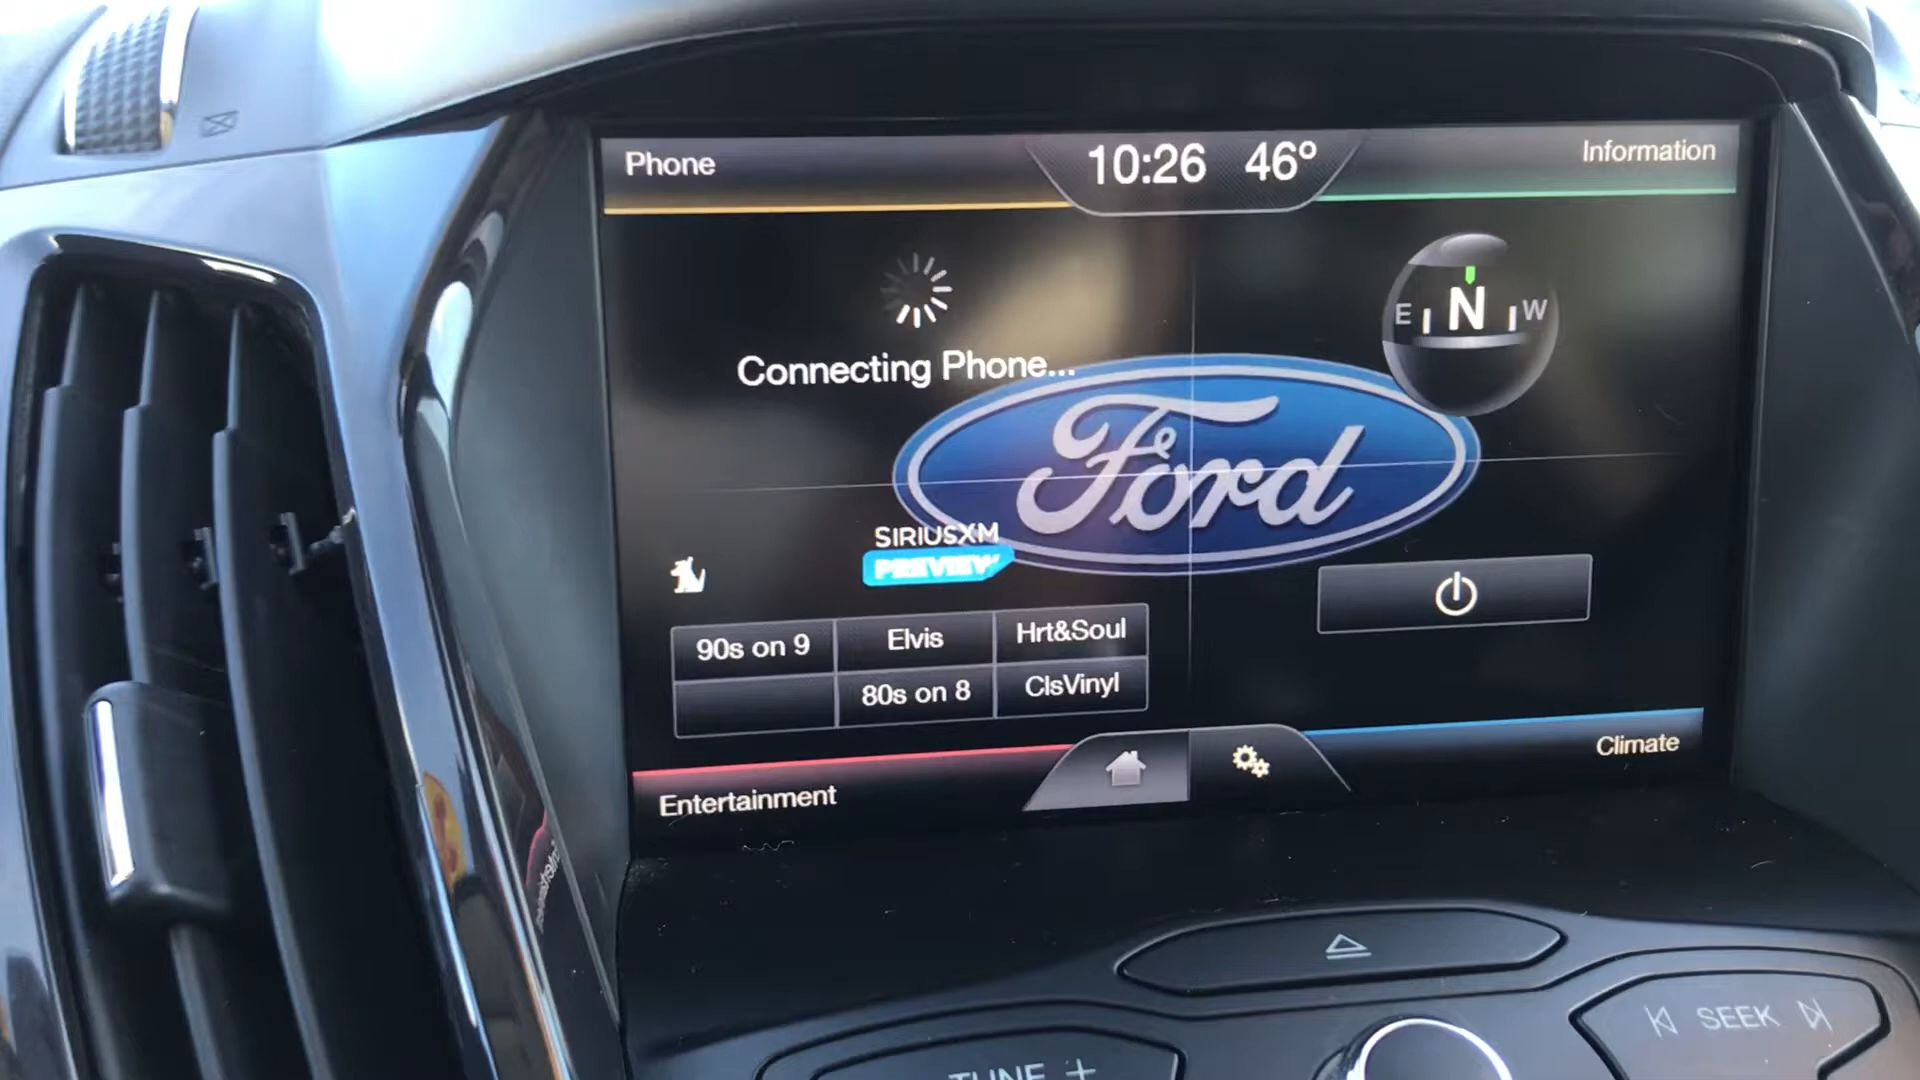 Phone
10:26 46°
Information
Connecting Phone...
E N W
Ford
SIRIUSXM
PREVIEW
90s on 9 Elvis Hrt&Soul
80s on 8 ClsVinyl
Entertainment
Climate
SEEK
TUNE +